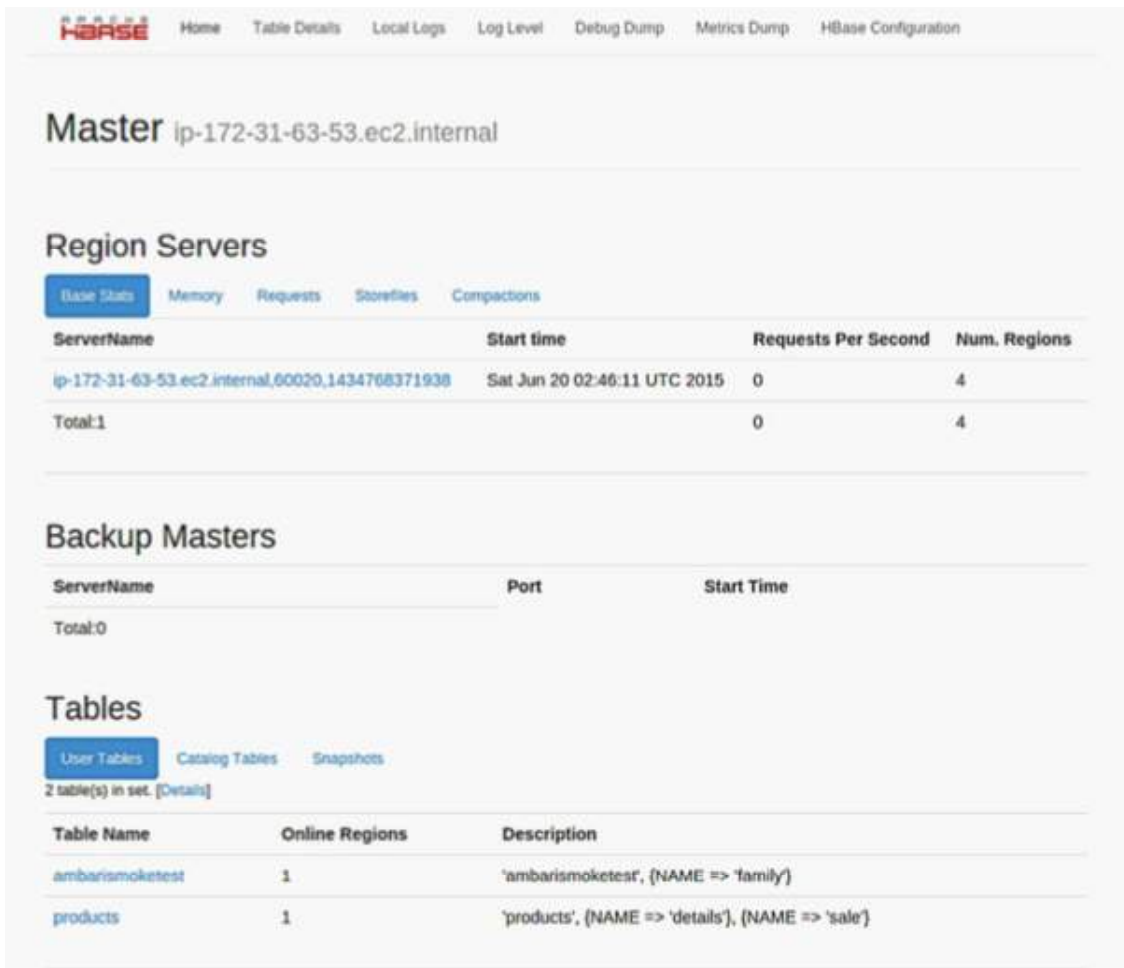 APACHE HBASE Home Table Details Local Logs Log Level Debug Dump Metrics Dump HBase Configuration
Master ip-172-31-63-53.ec2.internal
Region Servers
Base Stats Memory Requests Storefiles Compactions
ServerName Start time Requests Per Second Num. Regions
ip-172-31-63-53.ec2.internal,60020,1434768371938 Sat Jun 20 02:46:11 UTC 2015 0 4
Total:1 0 4
Backup Masters
ServerName Port Start Time
Total:0
Tables
User Tables Catalog Tables Snapshots
2 table(s) in set. [Details]
Table Name Online Regions Description
ambarismoketest 1 'ambarismoketest', {NAME => 'family'}
products 1 'products', {NAME => 'details'}, {NAME => 'sale'}